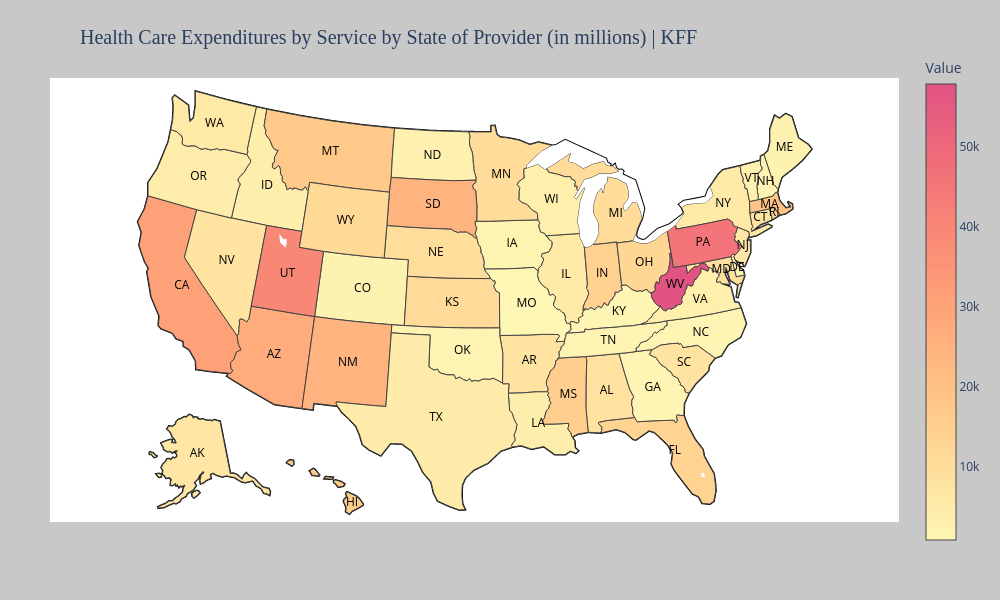 Health Care Expenditures by Service by State of Provider (in millions) | KFF
Value
50k
40k
30k
20k
10k
WA
OR
ID
MT
ND
MN
WI
MI
ME
VT
NH
NY
MA
CT
RI
WY
SD
IA
NE
NV
UT
CO
CA
KS
MO
IL
IN
OH
PA
NJ
MD
DE
WV
VA
KY
NC
TN
AZ
NM
OK
AR
SC
MS
AL
GA
TX
LA
FL
AK
HI